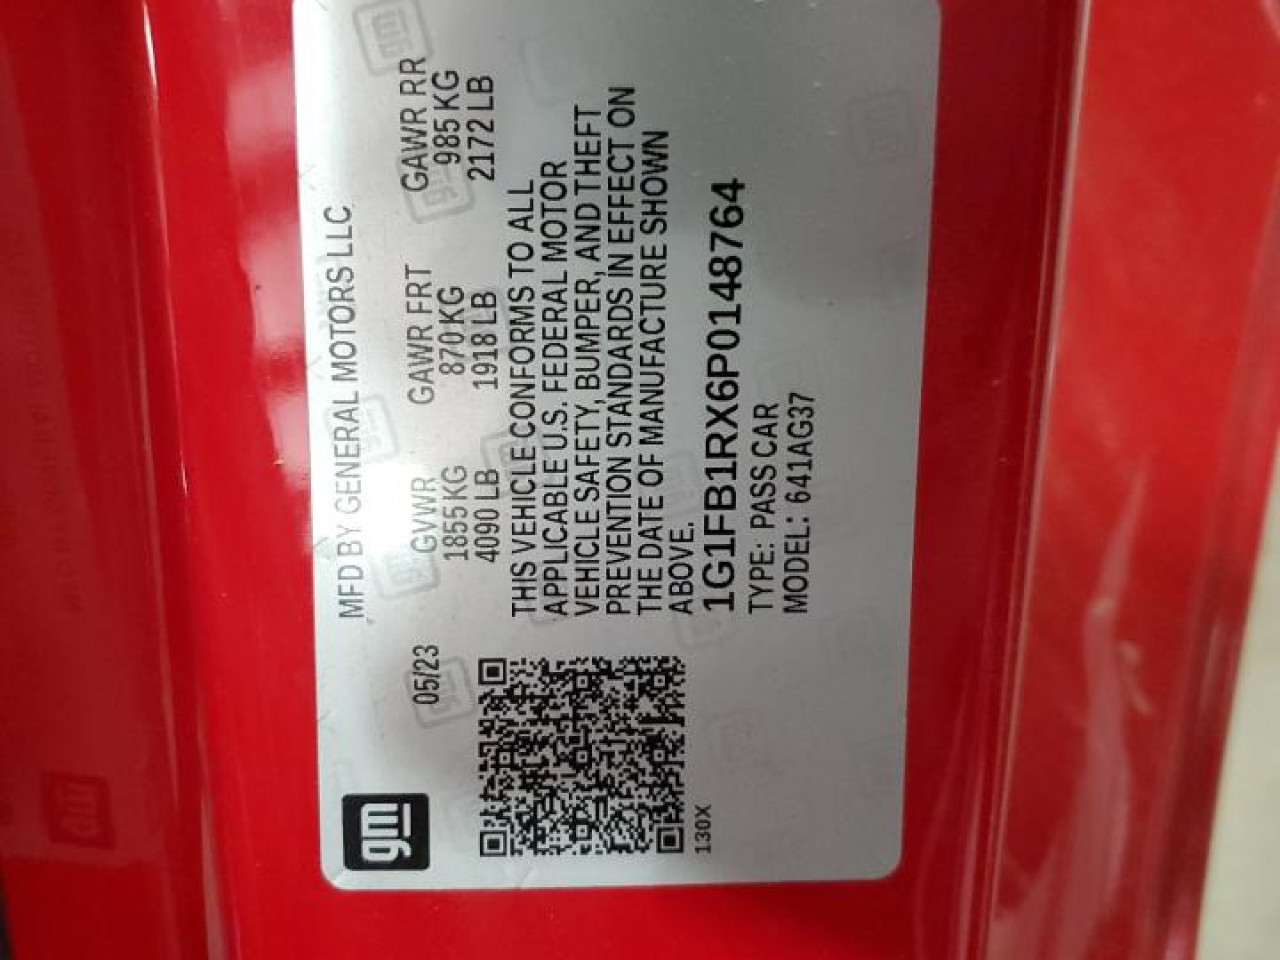 gm
MFD BY GENERAL MOTORS LLC
05/23
GVWR GAWR FRT GAWR RR
1855 KG 870 KG 985 KG
4090 LB 1918 LB 2172 LB
THIS VEHICLE CONFORMS TO ALL
APPLICABLE U.S. FEDERAL MOTOR
VEHICLE SAFETY, BUMPER, AND THEFT
PREVENTION STANDARDS IN EFFECT ON
THE DATE OF MANUFACTURE SHOWN
ABOVE.
1G1FB1RX6P0148764
TYPE: PASS CAR
MODEL: 641AG37
130X